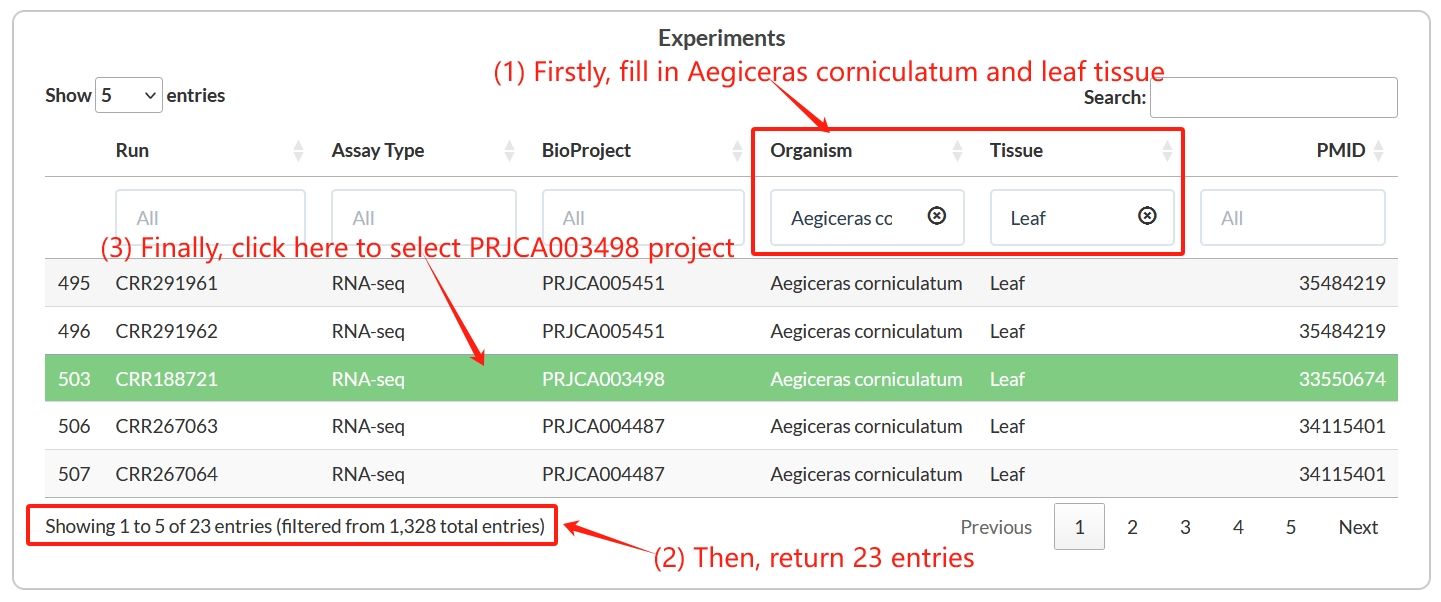 Experiments
(1) Firstly, fill in Aegiceras corniculatum and leaf tissue
Show 5 entries
Search:
Run Assay Type BioProject Organism Tissue PMID
All All All Aegiceras co Leaf All
(3) Finally, click here to select PRJCA003498 project
495 CRR291961 RNA-seq PRJCA005451 Aegiceras corniculatum Leaf 35484219
496 CRR291962 RNA-seq PRJCA005451 Aegiceras corniculatum Leaf 35484219
503 CRR188721 RNA-seq PRJCA003498 Aegiceras corniculatum Leaf 33550674
506 CRR267063 RNA-seq PRJCA004487 Aegiceras corniculatum Leaf 34115401
507 CRR267064 RNA-seq PRJCA004487 Aegiceras corniculatum Leaf 34115401
Showing 1 to 5 of 23 entries (filtered from 1,328 total entries)
Previous 1 2 3 4 5 Next
(2) Then, return 23 entries